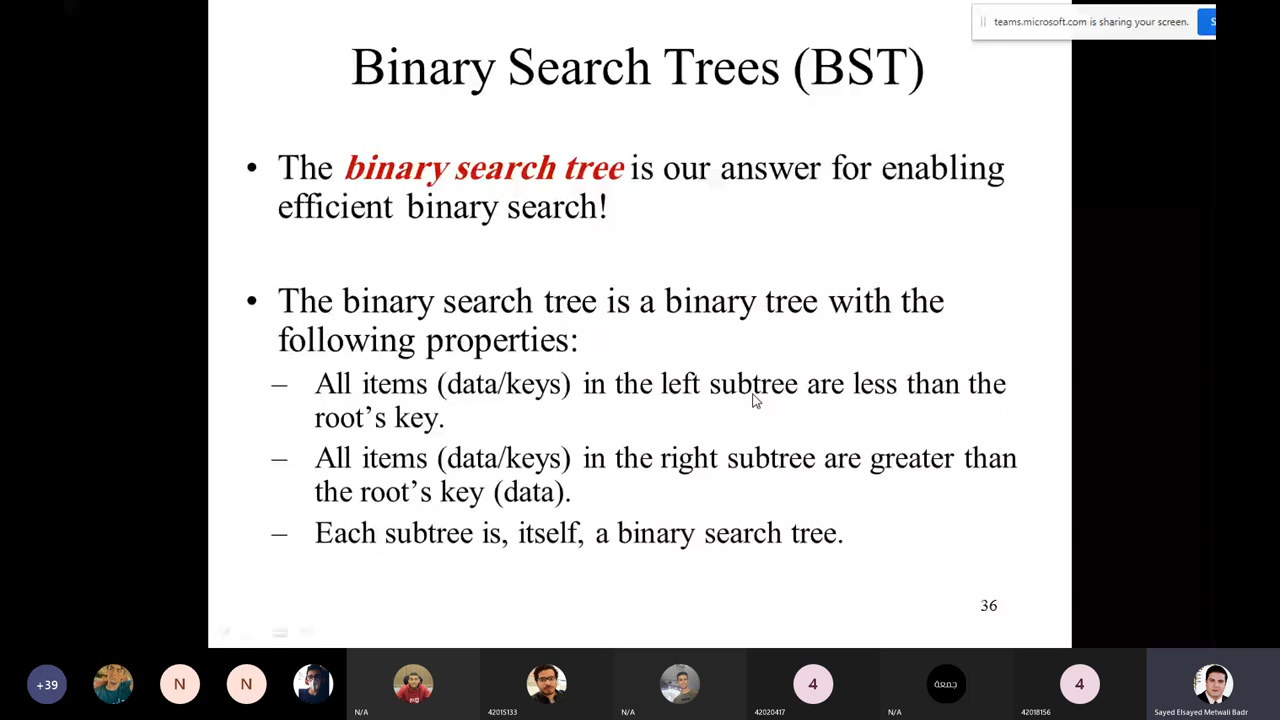 teams.microsoft.com is sharing your screen.
S
Binary Search Trees (BST)
• The binary search tree is our answer for enabling
efficient binary search!
• The binary search tree is a binary tree with the
following properties:
– All items (data/keys) in the left subtree are less than the
root's key.
– All items (data/keys) in the right subtree are greater than
the root's key (data).
– Each subtree is, itself, a binary search tree.
36
+39
N
N
4
جمعة
4
N/A
42015133
N/A
42020417
N/A
42018156
Sayed Elsayed Metwali Badr